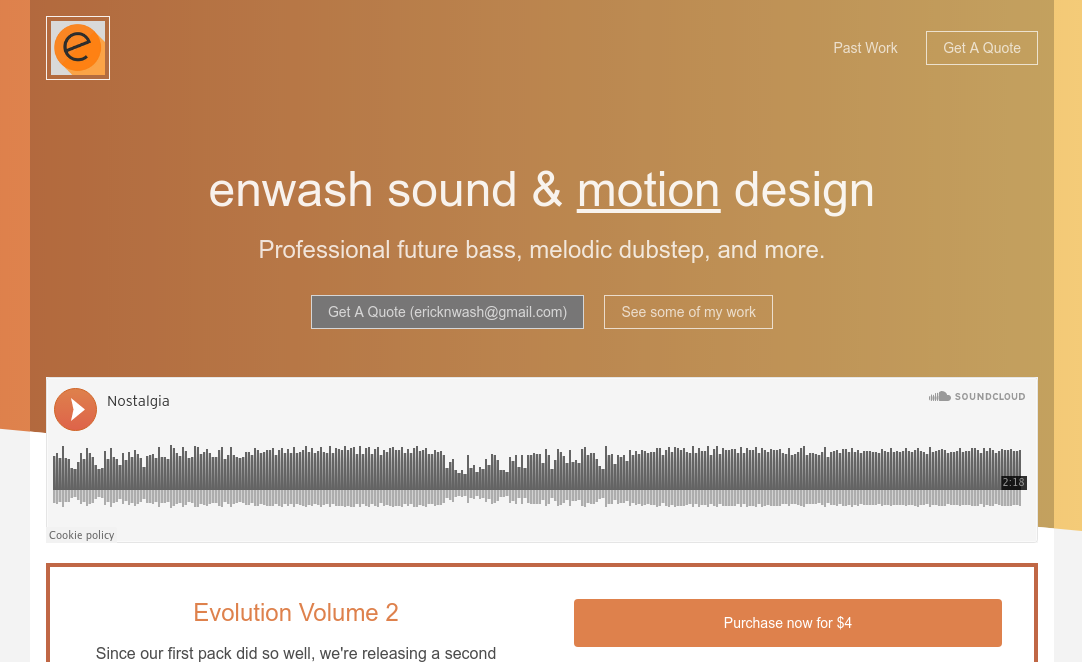 e
Past Work
Get A Quote
enwash sound & motion design
Professional future bass, melodic dubstep, and more.
Get A Quote (ericknwash@gmail.com)
See some of my work
Nostalgia
SOUNDCLOUD
2:18
Cookie policy
Evolution Volume 2
Purchase now for $4
Since our first pack did so well, we're releasing a second